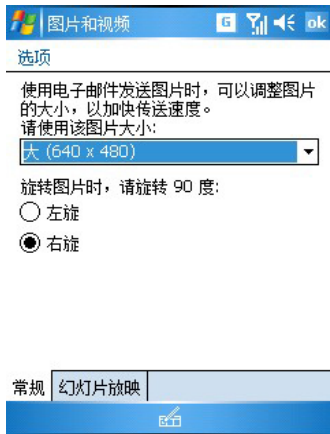 图片和视频 G ok
选项
使用电子邮件发送图片时，可以调整图片
的大小，以加快传送速度。
请使用该图片大小:
大 (640 x 480)
旋转图片时，请旋转 90 度:
左旋
右旋
常规 幻灯片放映